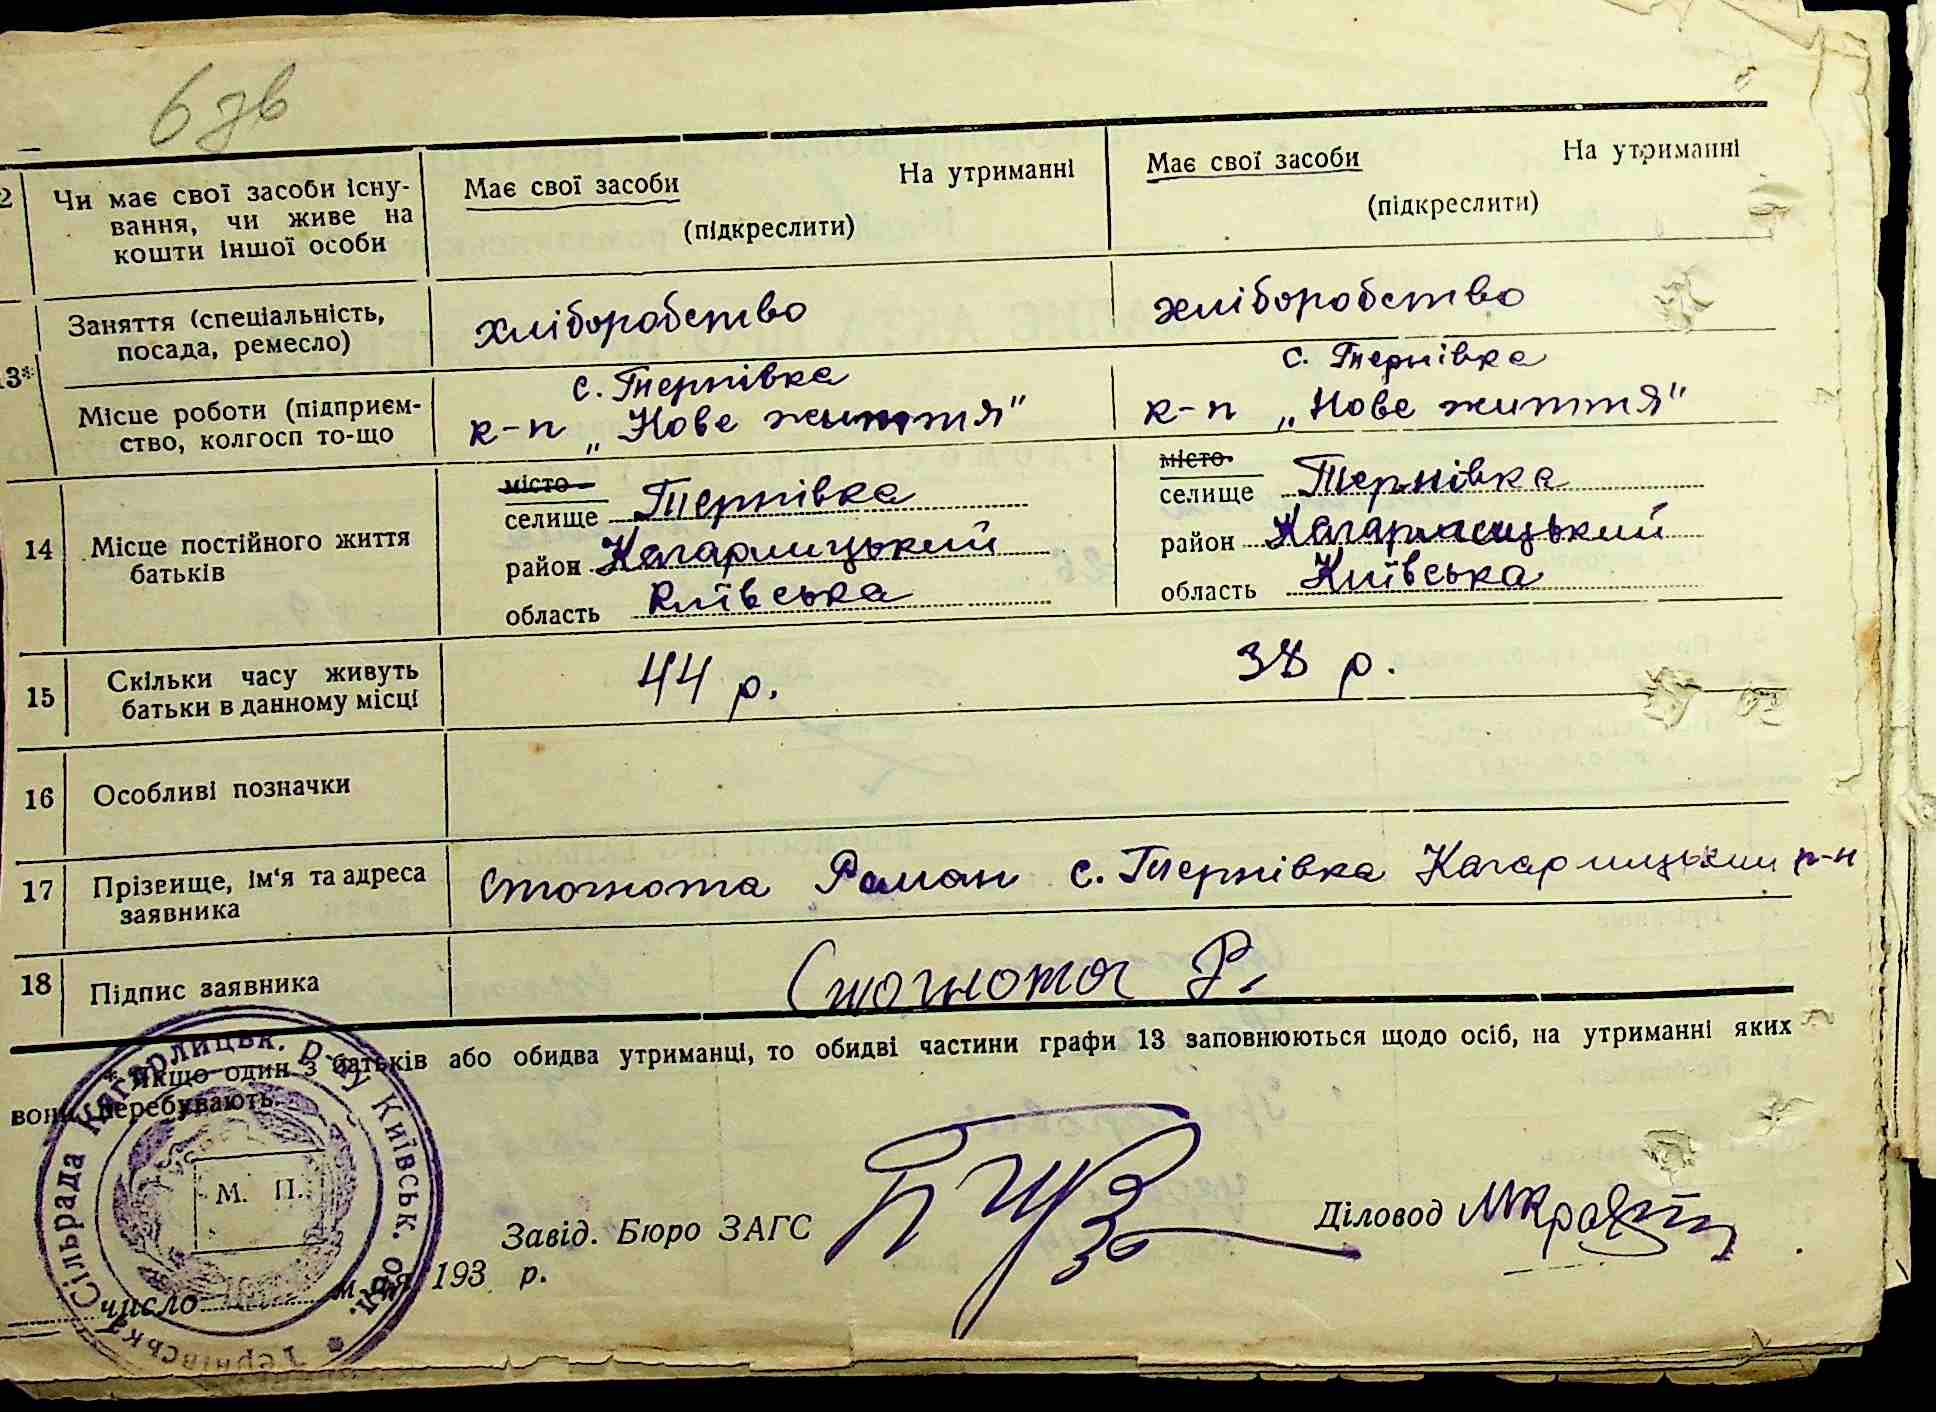 6 зв
2 Чи має свої засоби існу- Має свої засоби На утриманні Має свої засоби На утриманні
вання, чи живе на (підкреслити) (підкреслити)
кошти іншої особи
Заняття (спеціальність, хліборобство хліборобство
посада, ремесло)
13* с. Тернівка с. Тернівка
Місце роботи (підприєм- к-п „Нове життя" к-п „Нове життя"
ство, колгосп то-що
місто місто
селище Тернівка селище Тернівка
14 Місце постійного життя район Кагарлицький район Кагарлицький
батьків область Київська область Київська
15 Скільки часу живуть 44 р. 38 р.
батьки в данному місці
16 Особливі позначки
17 Прізвище, ім'я та адреса Стогнота Роман с. Тернівка Кагарлицький р-н
заявника
18 Підпис заявника Стогнота Р.
* Якщо один з батьків або обидва утриманці, то обидві частини графи 13 заповнюються щодо осіб, на утриманні яких
вони перебувають.
Тернівська Сільрада Кагарлицьк. р-ну Київськ. обл.
М. П.
Завід. Бюро ЗАГС Діловод
число м-ця 193 р.